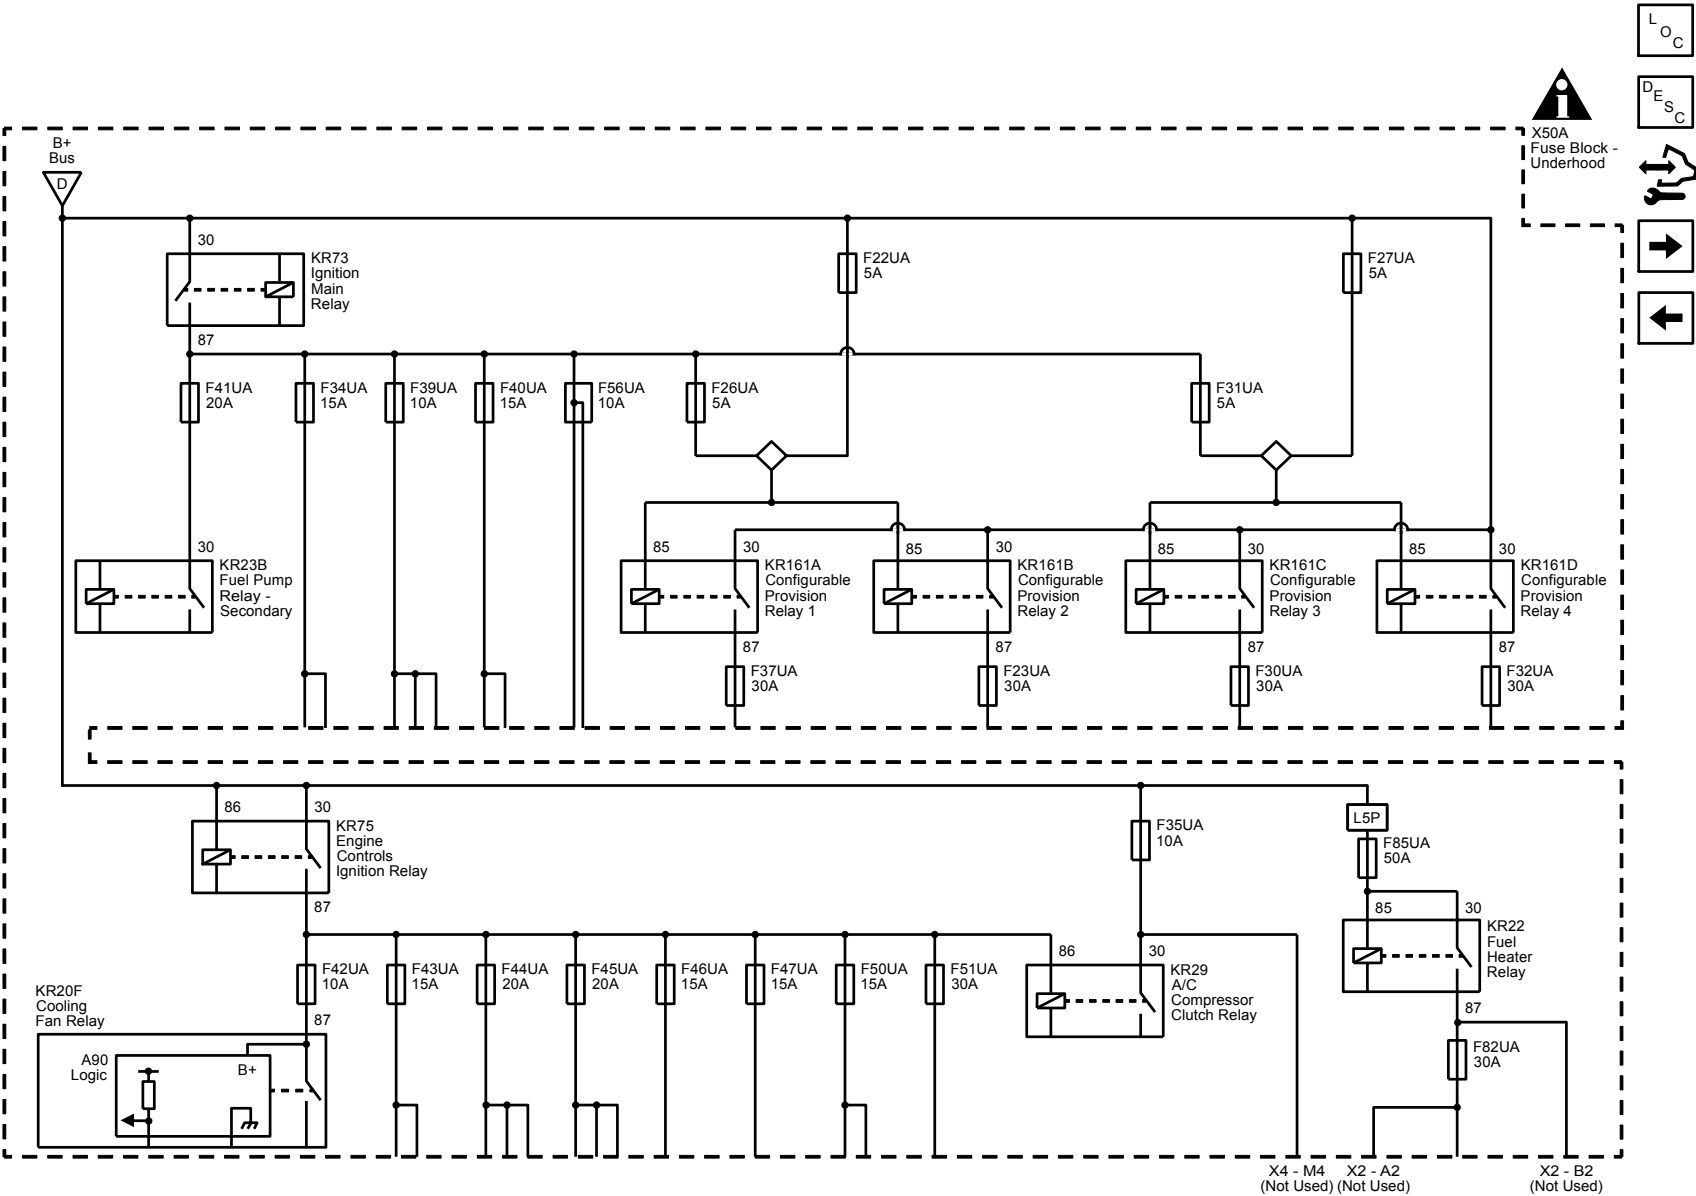 L
O
C
D
E
S
C
X50A
Fuse Block -
Underhood
B+
Bus
D
30
KR73
Ignition
Main
Relay
87
F22UA
5A
F27UA
5A
F41UA
20A
F34UA
15A
F39UA
10A
F40UA
15A
F56UA
10A
F26UA
5A
F31UA
5A
30
KR23B
Fuel Pump
Relay -
Secondary
85
30
KR161A
Configurable
Provision
Relay 1
87
F37UA
30A
85
30
KR161B
Configurable
Provision
Relay 2
87
F23UA
30A
85
30
KR161C
Configurable
Provision
Relay 3
87
F30UA
30A
85
30
KR161D
Configurable
Provision
Relay 4
87
F32UA
30A
86
30
KR75
Engine
Controls
Ignition Relay
87
F35UA
10A
L5P
F85UA
50A
85
30
KR22
Fuel
Heater
Relay
87
F82UA
30A
F42UA
10A
F43UA
15A
F44UA
20A
F45UA
20A
F46UA
15A
F47UA
15A
F50UA
15A
F51UA
30A
86
30
KR29
A/C
Compressor
Clutch Relay
KR20F
Cooling
Fan Relay
87
A90
Logic
B+
X4 - M4
(Not Used)
X2 - A2
(Not Used)
X2 - B2
(Not Used)